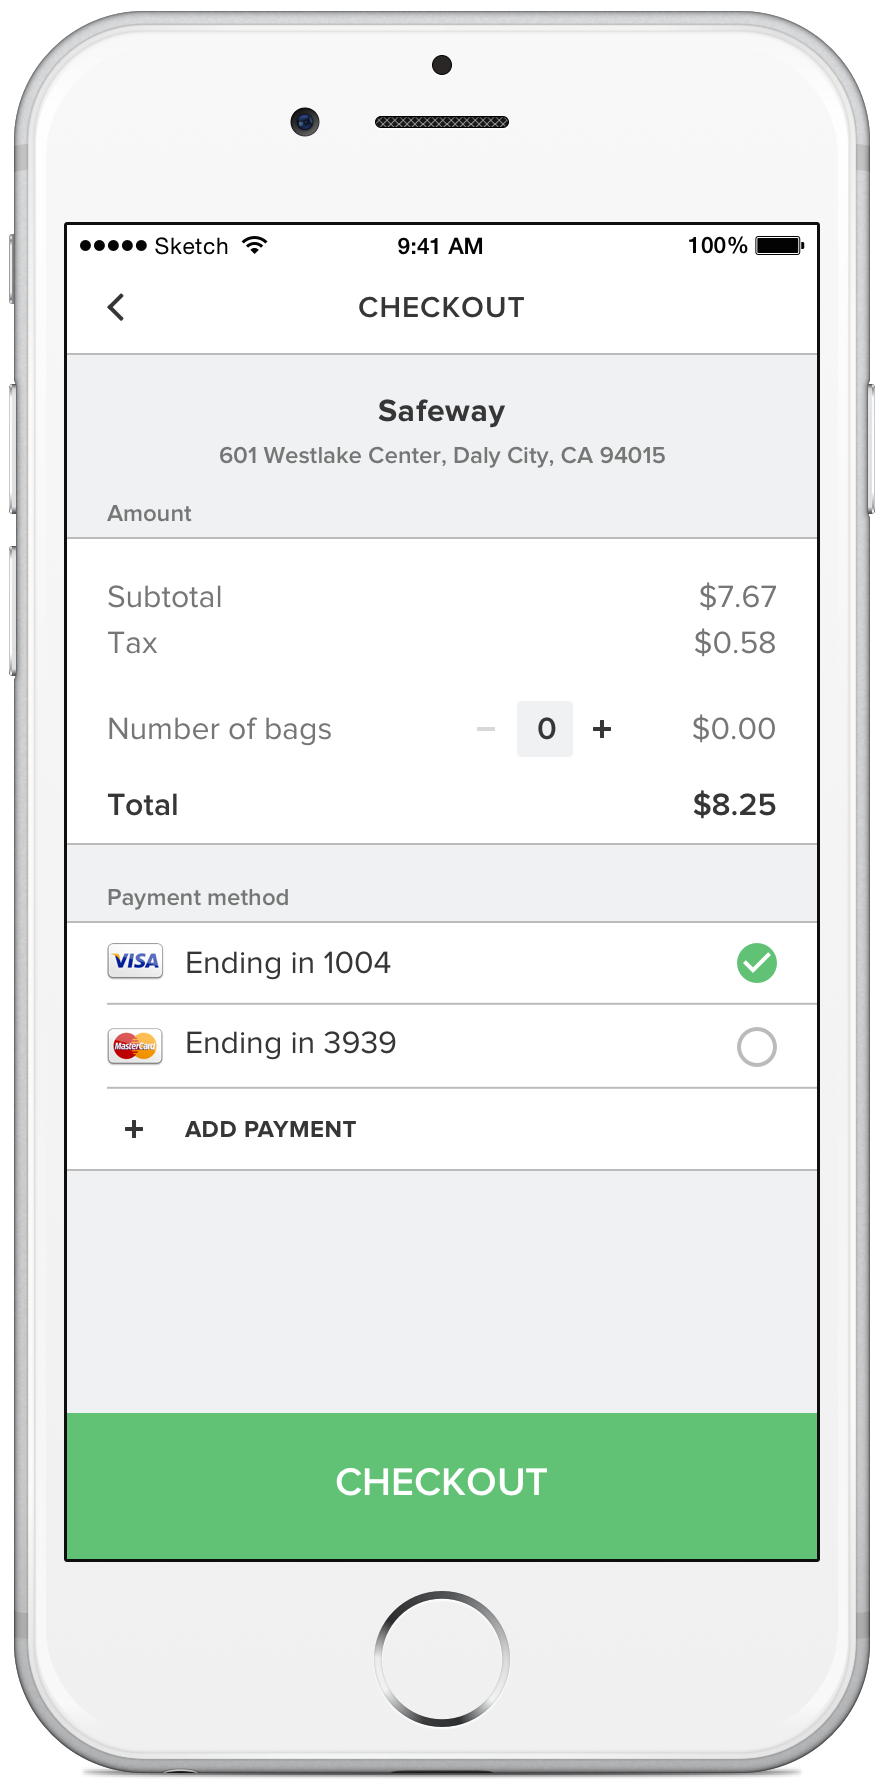 Sketch 9:41 AM 100%
CHECKOUT
Safeway
601 Westlake Center, Daly City, CA 94015
Amount
Subtotal $7.67
Tax $0.58
Number of bags − 0 + $0.00
Total $8.25
Payment method
VISA Ending in 1004
MasterCard Ending in 3939
+ ADD PAYMENT
CHECKOUT